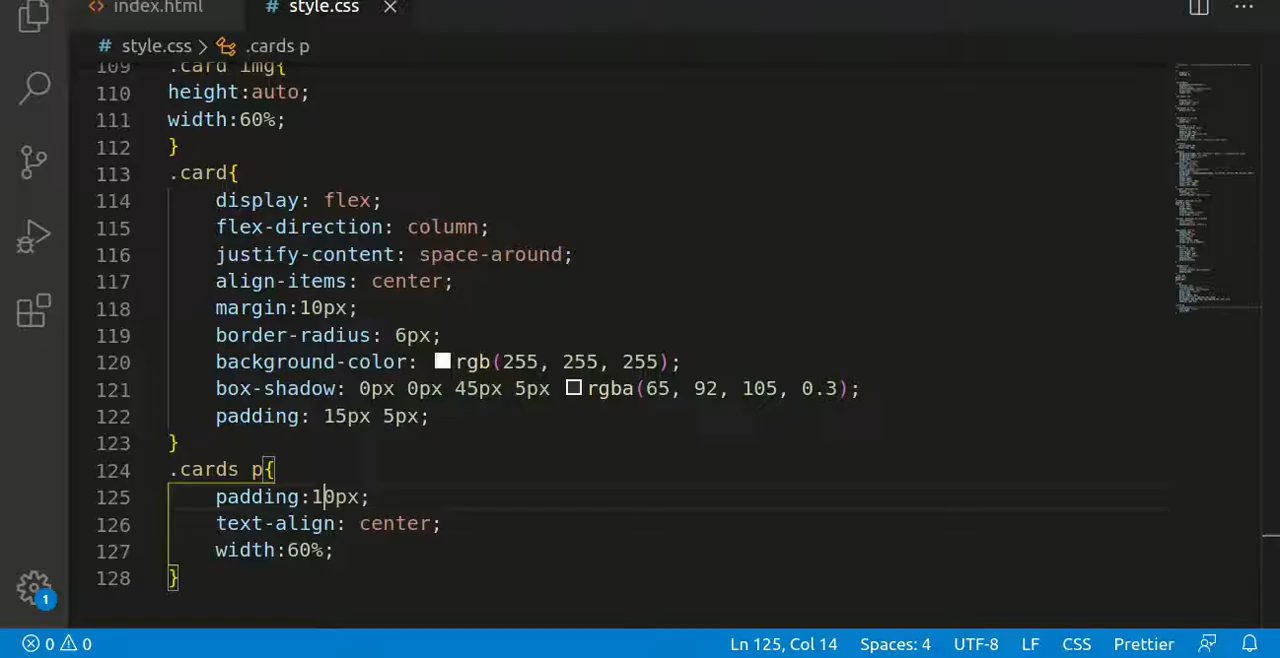 index.html
# style.css
# style.css > .cards p
109 .card img{
110 height:auto;
111 width:60%;
112 }
113 .card{
114 display: flex;
115 flex-direction: column;
116 justify-content: space-around;
117 align-items: center;
118 margin:10px;
119 border-radius: 6px;
120 background-color: rgb(255, 255, 255);
121 box-shadow: 0px 0px 45px 5px rgba(65, 92, 105, 0.3);
122 padding: 15px 5px;
123 }
124 .cards p{
125 padding:10px;
126 text-align: center;
127 width:60%;
128 }
1
0 0 Ln 125, Col 14 Spaces: 4 UTF-8 LF CSS Prettier